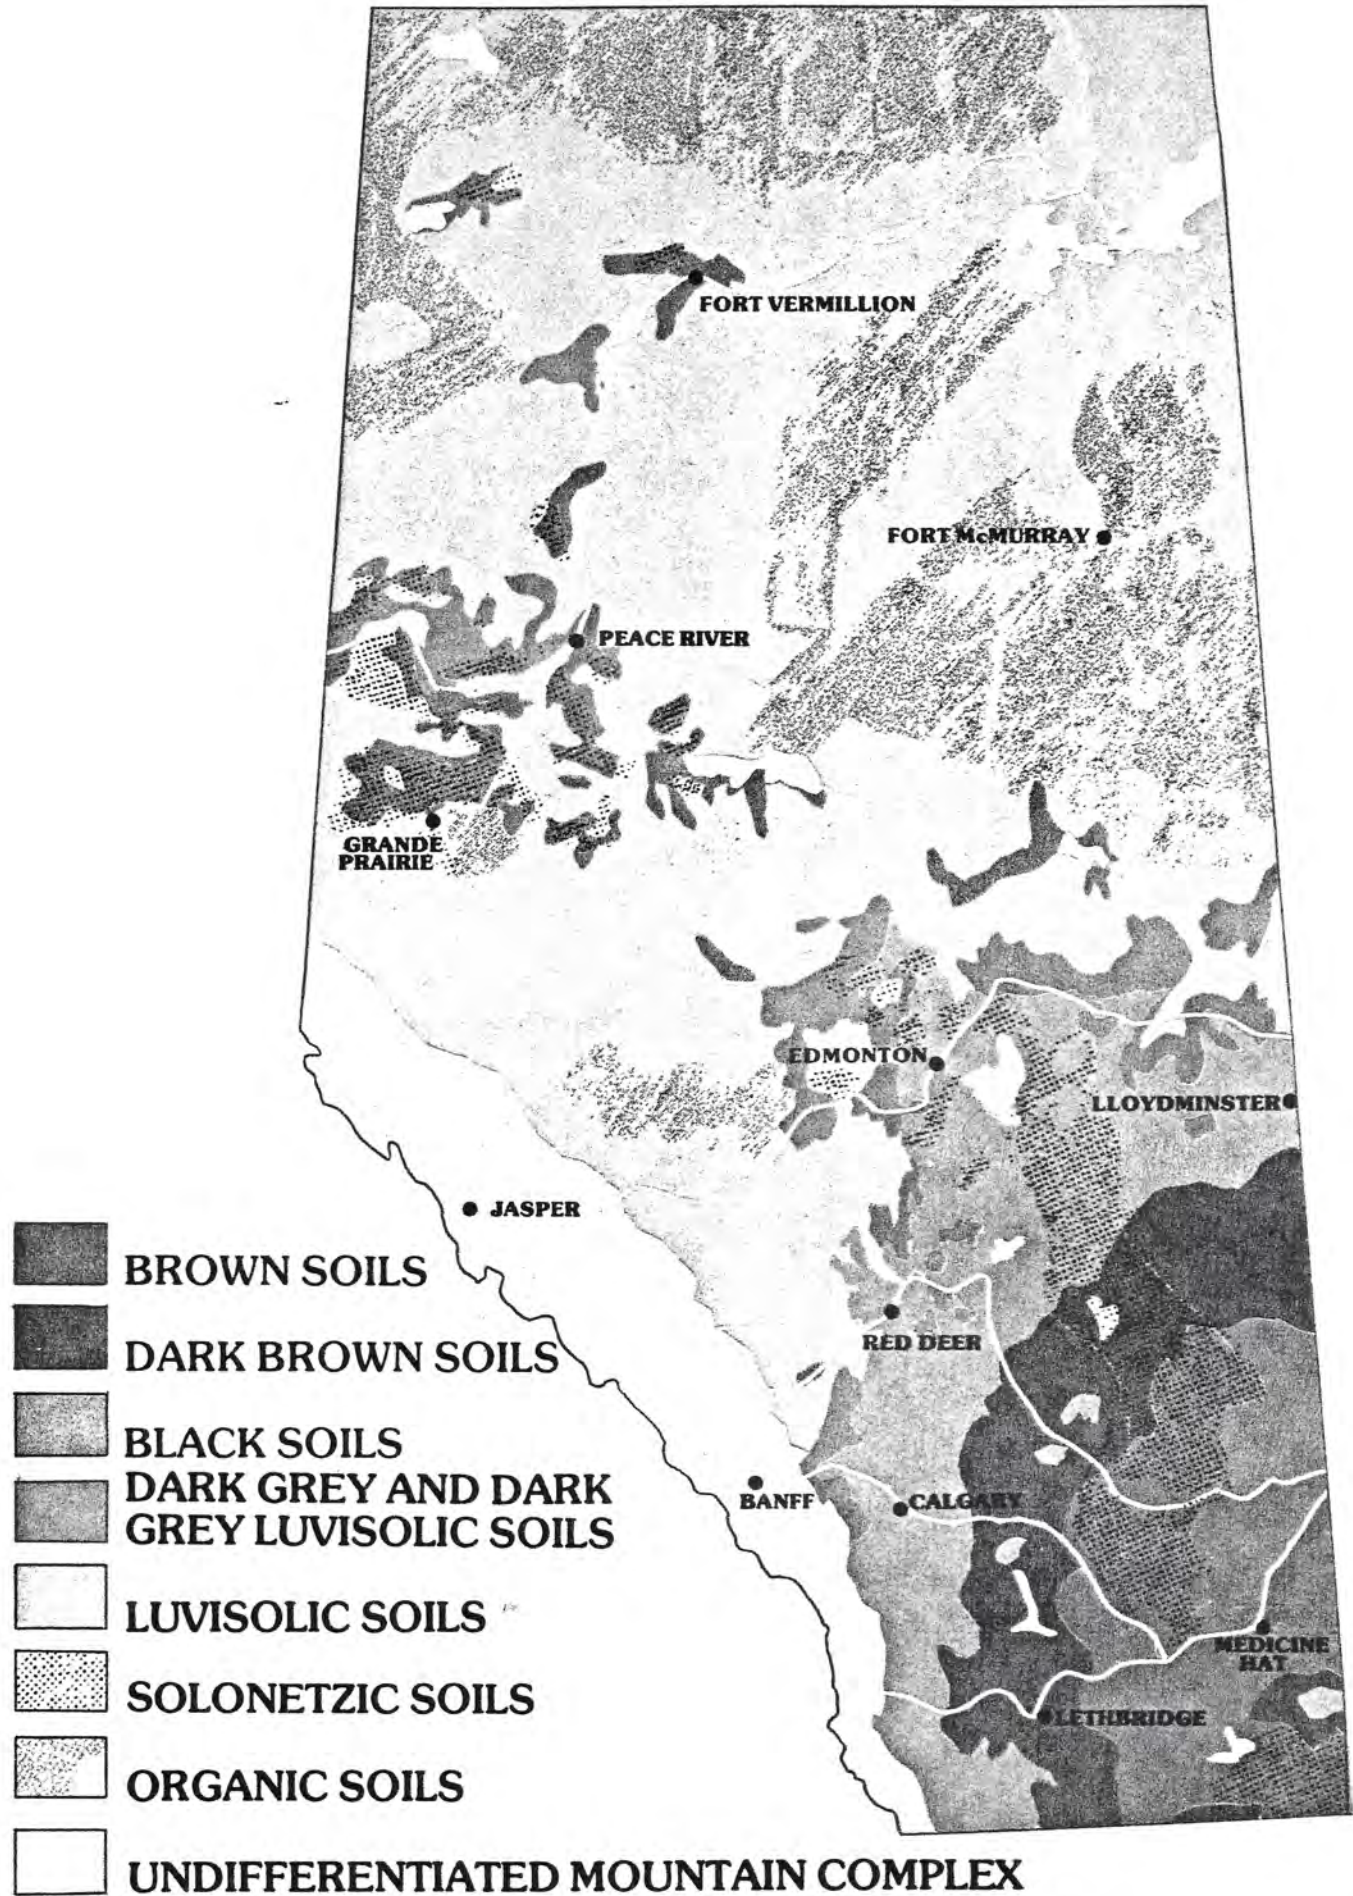 FORT VERMILLION
FORT McMURRAY
PEACE RIVER
GRANDE
PRAIRIE
EDMONTON
LLOYDMINSTER
JASPER
RED DEER
BANFF
CALGARY
MEDICINE
HAT
LETHBRIDGE
BROWN SOILS
DARK BROWN SOILS
BLACK SOILS
DARK GREY AND DARK
GREY LUVISOLIC SOILS
LUVISOLIC SOILS
SOLONETZIC SOILS
ORGANIC SOILS
UNDIFFERENTIATED MOUNTAIN COMPLEX